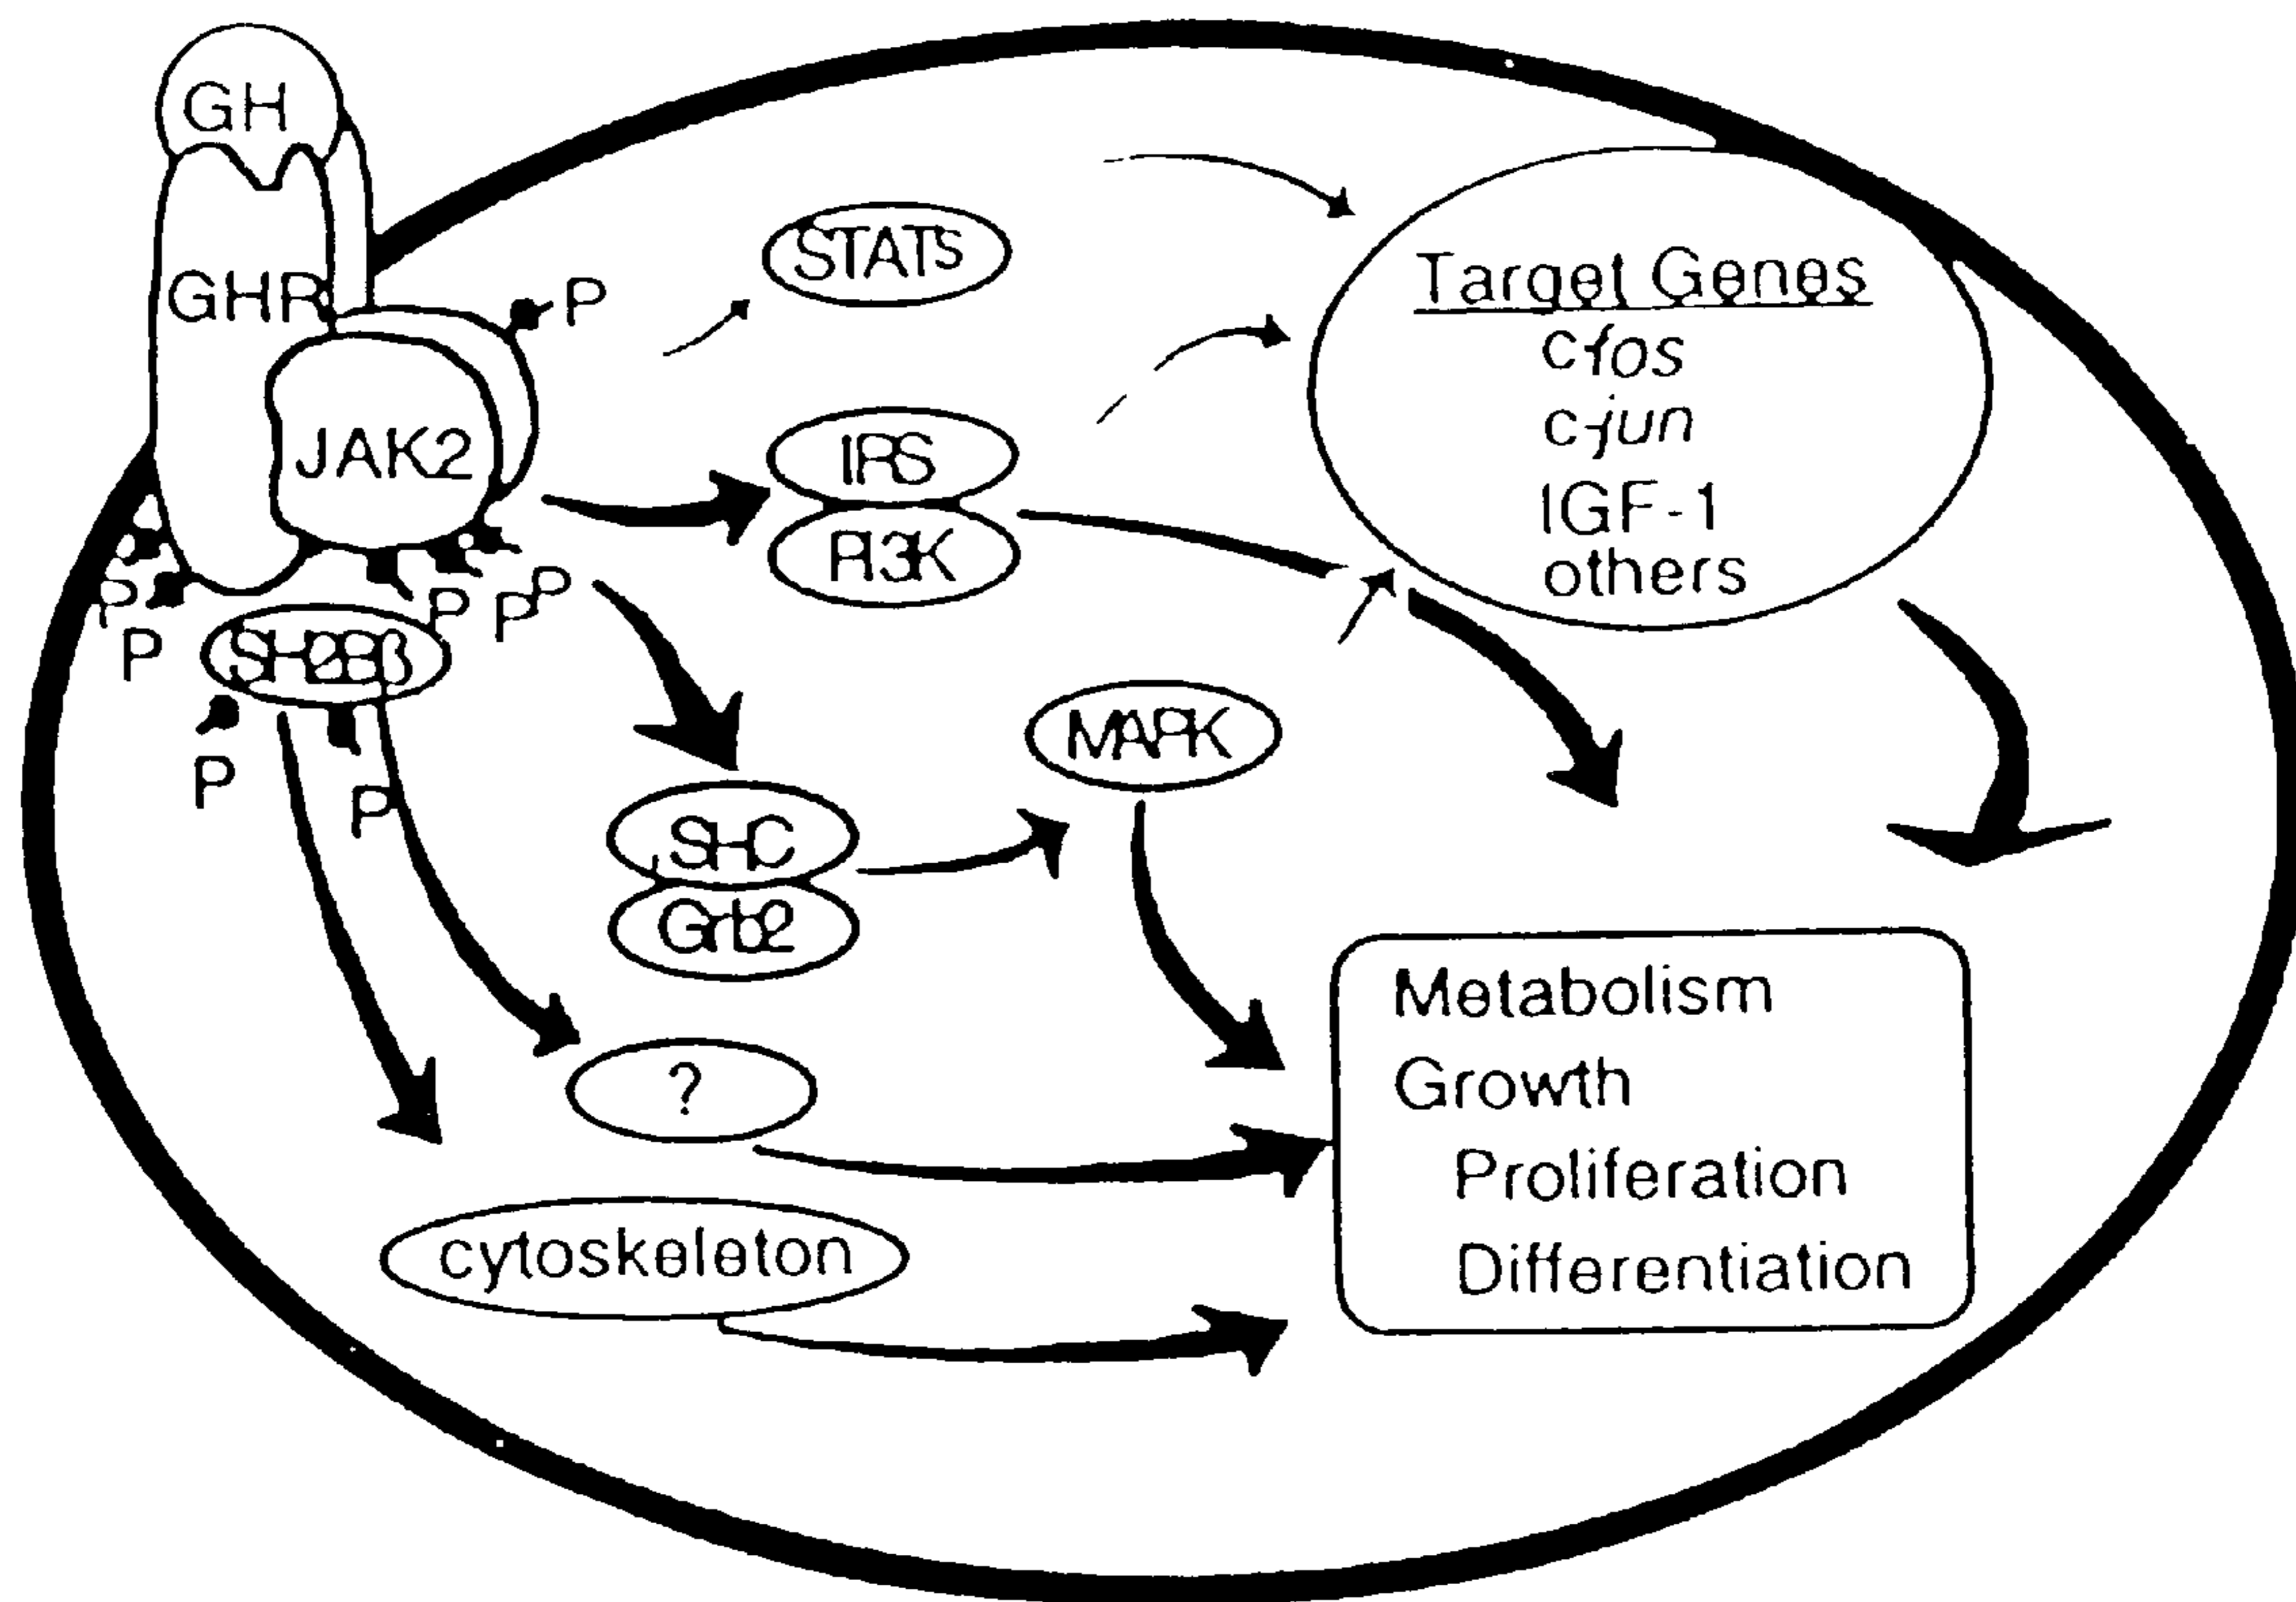 GH
GHR
JAK2
P
P
P
P
P
P
SH2Bβ
P
P
STATs
IRS
PI3K
SHC
Grb2
MAPK
?
cytoskeleton
Target Genes
c-fos
c-jun
IGF-1
others
Metabolism
Growth
Proliferation
Differentiation